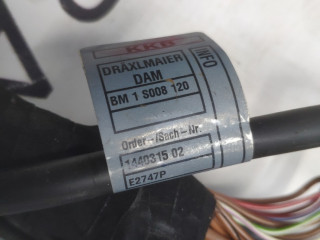 KKB
DRÄXLMAIER
DAM
BM 1 S008 120
Order-/Sach-Nr.
1440315 02
E2747P
INFO